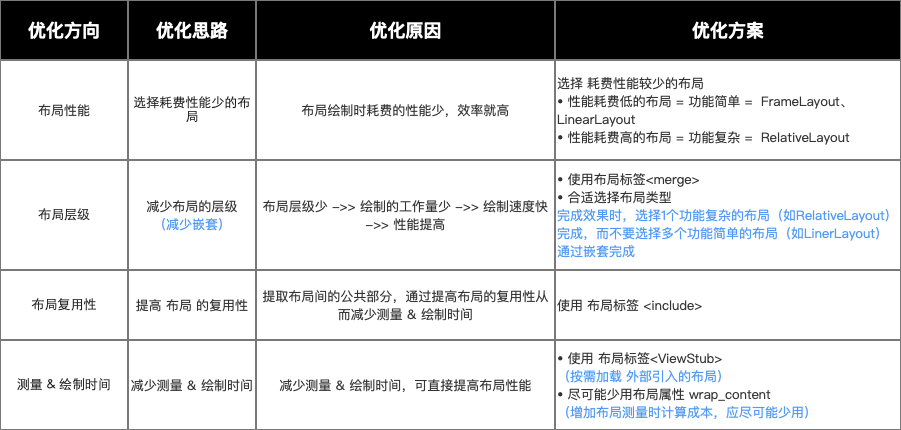 优化方向
优化思路
优化原因
优化方案
布局性能
选择耗费性能少的布
局
布局绘制时耗费的性能少，效率就高
选择 耗费性能较少的布局
• 性能耗费低的布局 = 功能简单 = FrameLayout、
LinearLayout
• 性能耗费高的布局 = 功能复杂 = RelativeLayout
布局层级
减少布局的层级
（减少嵌套）
布局层级少 –>> 绘制的工作量少 –>> 绘制速度快
–>> 性能提高
• 使用布局标签<merge>
• 合适选择布局类型
完成效果时，选择1个功能复杂的布局（如RelativeLayout）
完成，而不要选择多个功能简单的布局（如LinerLayout）
通过嵌套完成
布局复用性
提高 布局 的复用性
提取布局间的公共部分，通过提高布局的复用性从
而减少测量 & 绘制时间
使用 布局标签 <include>
测量 & 绘制时间
减少测量 & 绘制时间
减少测量 & 绘制时间，可直接提高布局性能
• 使用 布局标签<ViewStub>
（按需加载 外部引入的布局）
• 尽可能少用布局属性 wrap_content
（增加布局测量时计算成本，应尽可能少用）